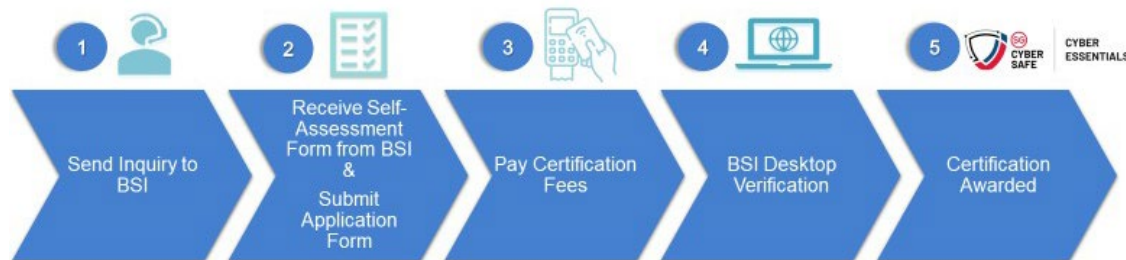 1
2
3
4
5
SG
CYBER
SAFE
CYBER
ESSENTIALS
Send Inquiry to
BSI
Receive Self-
Assessment
Form from BSI
&
Submit
Application
Form
Pay Certification
Fees
BSI Desktop
Verification
Certification
Awarded